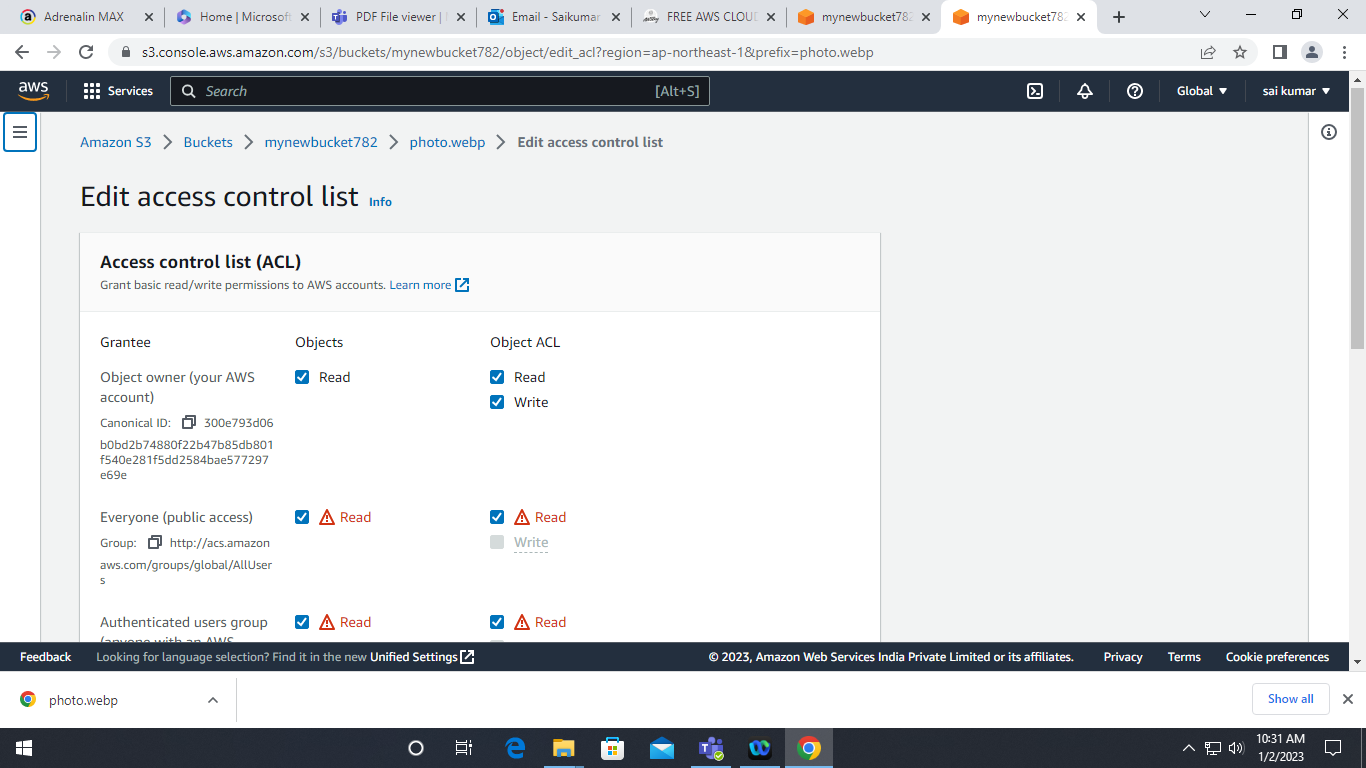 Adrenalin MAX
Home | Microsoft
PDF File viewer |
Email - Saikumar
FREE AWS CLOUD
mynewbucket782
mynewbucket782
s3.console.aws.amazon.com/s3/buckets/mynewbucket782/object/edit_acl?region=ap-northeast-1&prefix=photo.webp
aws Services Search [Alt+S] Global sai kumar
Amazon S3 Buckets mynewbucket782 photo.webp Edit access control list
Edit access control list Info
Access control list (ACL)
Grant basic read/write permissions to AWS accounts. Learn more
Grantee Objects Object ACL
Object owner (your AWS Read Read
account) Write
Canonical ID: 300e793d06
b0bd2b74880f22b47b85db801
f540e281f5dd2584bae577297
e69e
Everyone (public access) Read Read
Group: http://acs.amazon Write
aws.com/groups/global/AllUser
s
Authenticated users group Read Read
(anyone with an AWS
Feedback Looking for language selection? Find it in the new Unified Settings © 2023, Amazon Web Services India Private Limited or its affiliates. Privacy Terms Cookie preferences
photo.webp Show all
10:31 AM
1/2/2023